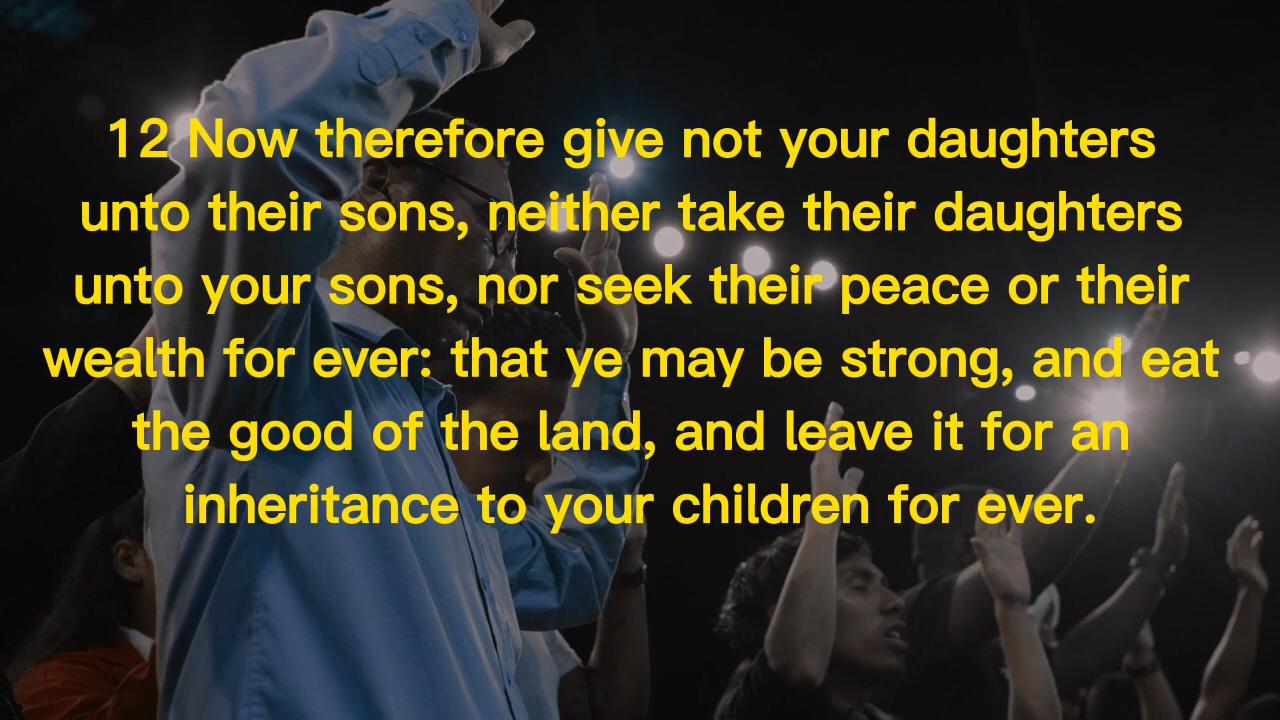 12 Now therefore give not your daughters
unto their sons, neither take their daughters
unto your sons, nor seek their peace or their
wealth for ever: that ye may be strong, and eat
the good of the land, and leave it for an
inheritance to your children for ever.